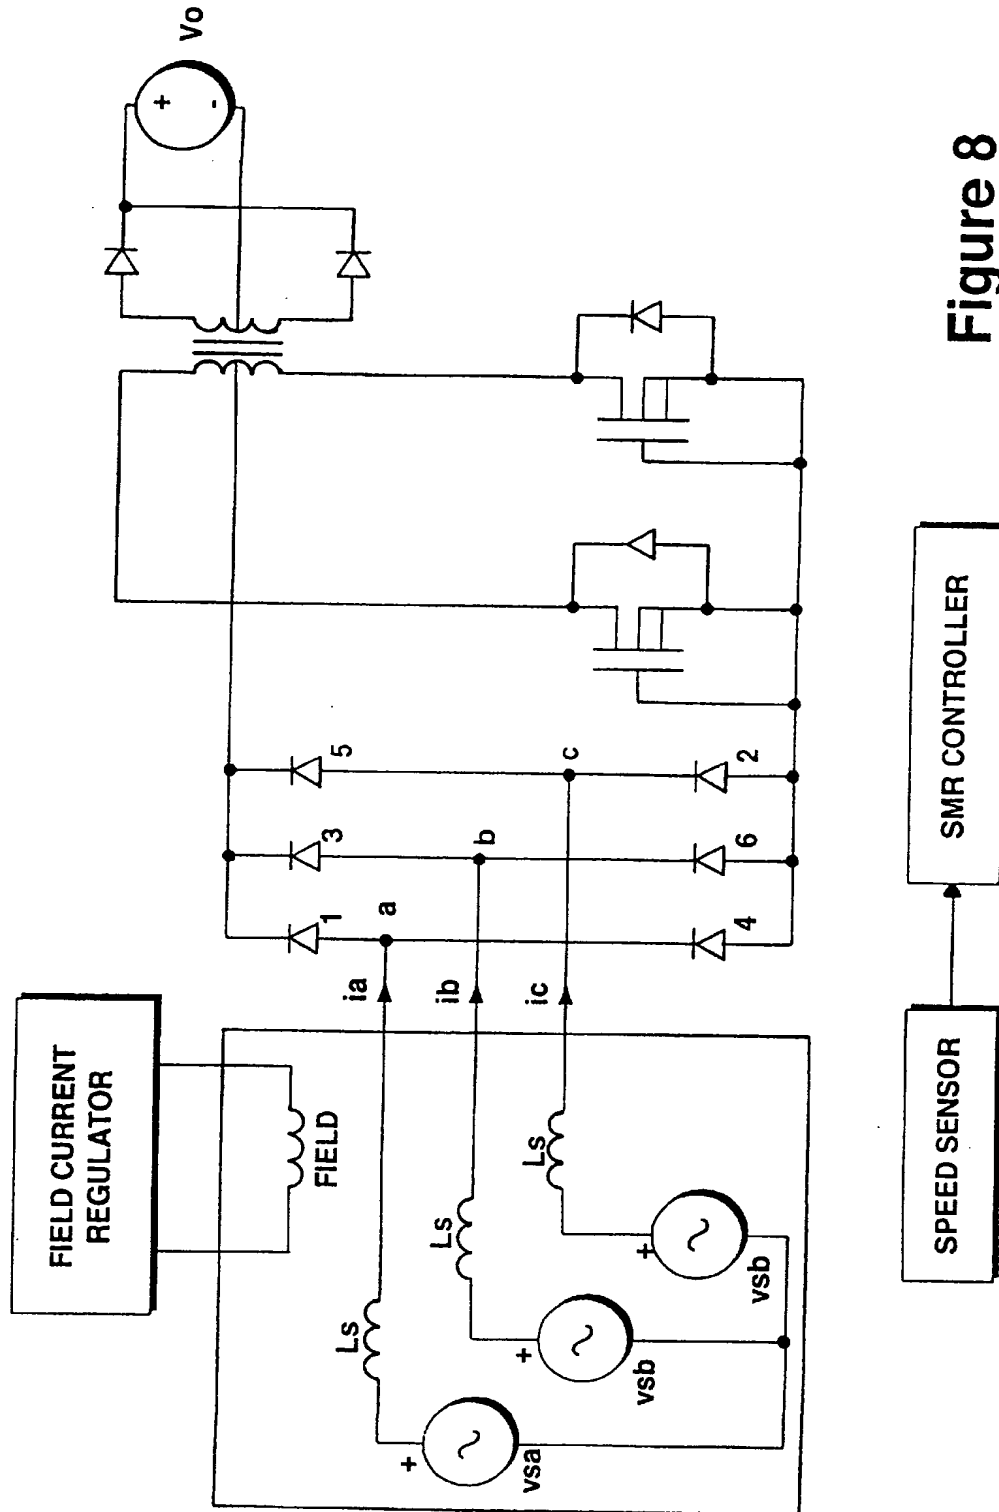 FIELD CURRENT
REGULATOR
FIELD
Ls
Ls
Ls
+
vsa
+
vsb
+
vsb
ia
ib
ic
a
b
c
1
3
5
4
6
2
+
-
Vo
SPEED SENSOR
SMR CONTROLLER
Figure 8